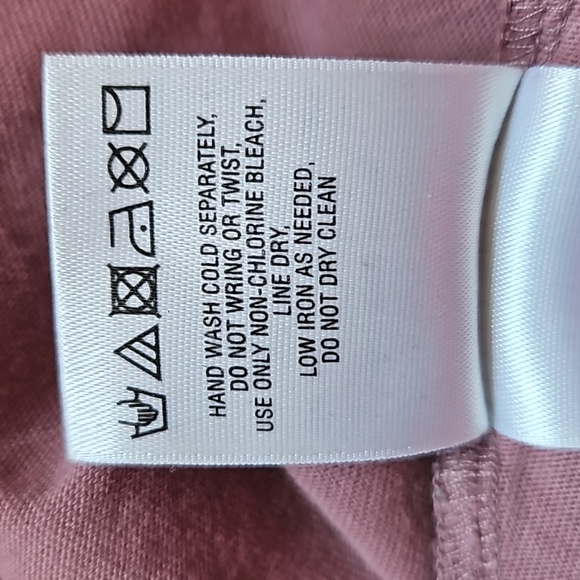 HAND WASH COLD SEPARATELY,
DO NOT WRING OR TWIST,
USE ONLY NON-CHLORINE BLEACH,
LINE DRY,
LOW IRON AS NEEDED,
DO NOT DRY CLEAN